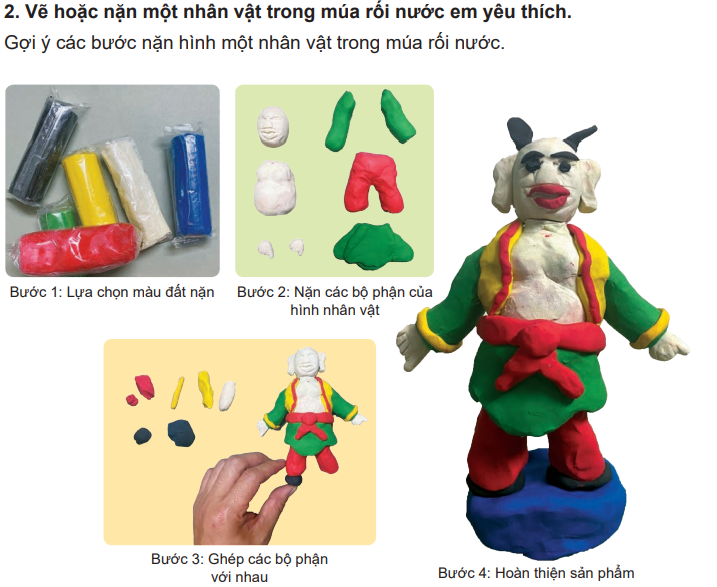 2. Vẽ hoặc nặn một nhân vật trong múa rối nước em yêu thích.
Gợi ý các bước nặn hình một nhân vật trong múa rối nước.
Bước 1: Lựa chọn màu đất nặn
Bước 2: Nặn các bộ phận của
hình nhân vật
Bước 3: Ghép các bộ phận
với nhau
Bước 4: Hoàn thiện sản phẩm